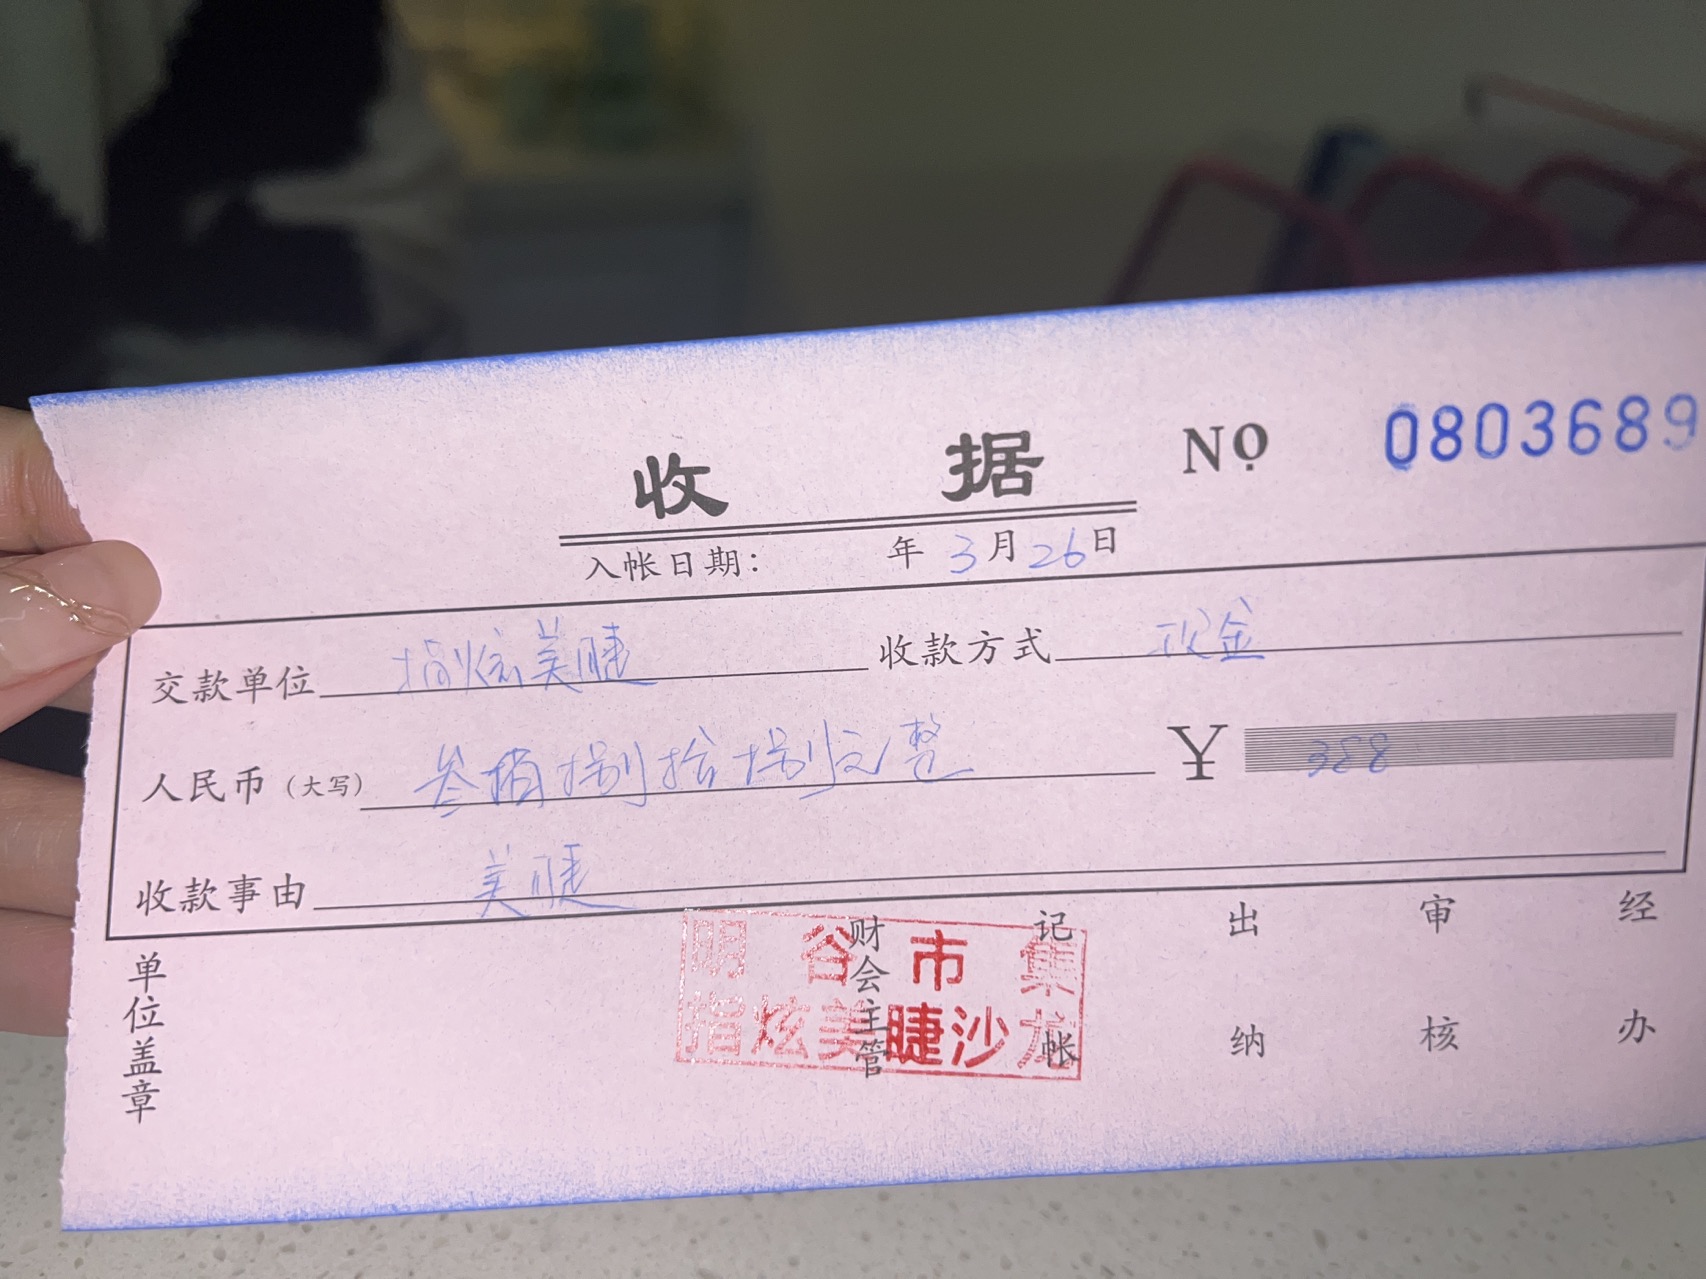 收据 No 0803689
入帐日期: 年 3 月 26 日
交款单位 指炫美睫 收款方式 现金
人民币（大写） 叁佰捌拾捌文整 ¥ 388
收款事由 美睫
单位盖章 财会主管 记帐 出纳 审核 经办
明谷市集
指炫美睫沙龙